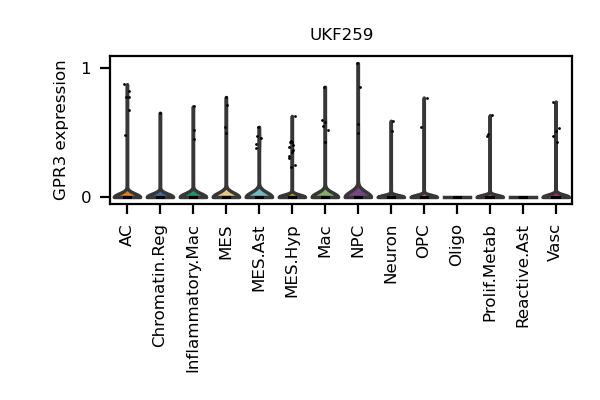 UKF259
GPR3 expression
1
0
AC
Chromatin.Reg
Inflammatory.Mac
MES
MES.Ast
MES.Hyp
Mac
NPC
Neuron
OPC
Oligo
Prolif.Metab
Reactive.Ast
Vasc